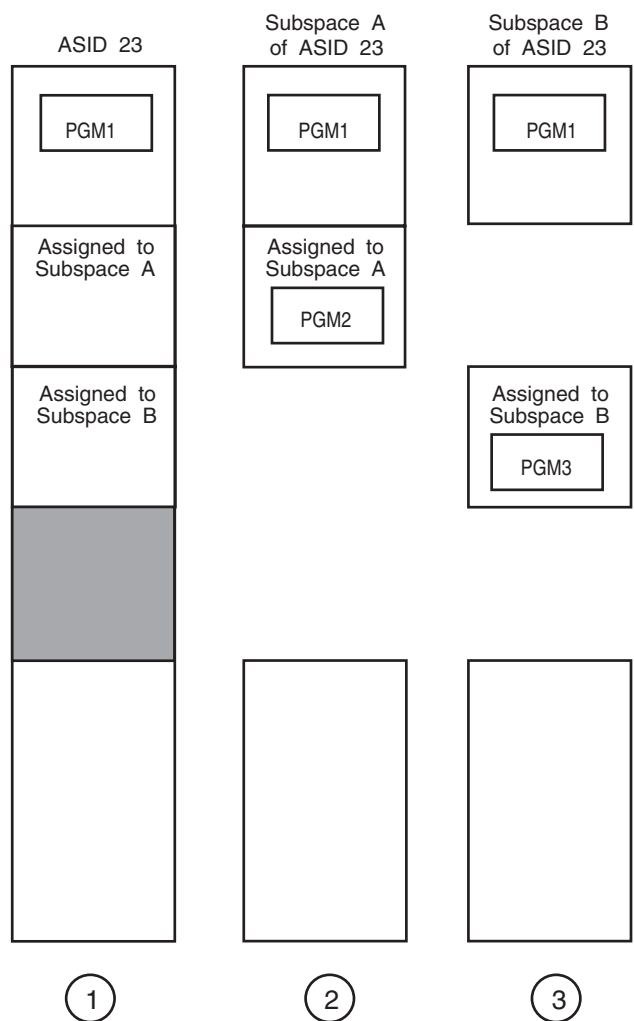 ASID 23
Subspace A
of ASID 23
Subspace B
of ASID 23
PGM1
PGM1
PGM1
Assigned to
Subspace A
Assigned to
Subspace A
PGM2
Assigned to
Subspace B
Assigned to
Subspace B
PGM3
1
2
3